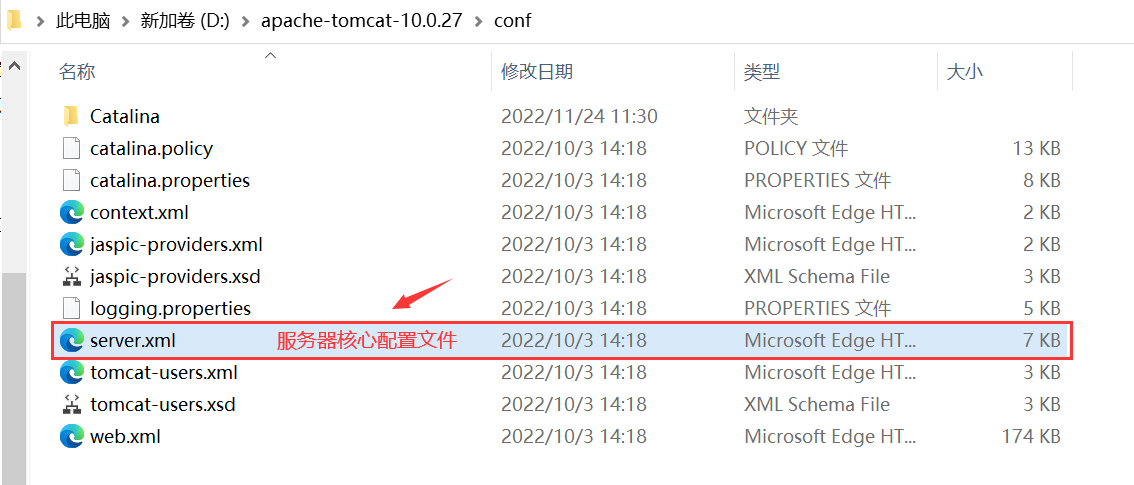 此电脑 > 新加卷 (D:) > apache-tomcat-10.0.27 > conf
名称 修改日期 类型 大小
Catalina 2022/11/24 11:30 文件夹
catalina.policy 2022/10/3 14:18 POLICY 文件 13 KB
catalina.properties 2022/10/3 14:18 PROPERTIES 文件 8 KB
context.xml 2022/10/3 14:18 Microsoft Edge HT... 2 KB
jaspic-providers.xml 2022/10/3 14:18 Microsoft Edge HT... 2 KB
jaspic-providers.xsd 2022/10/3 14:18 XML Schema File 3 KB
logging.properties 2022/10/3 14:18 PROPERTIES 文件 5 KB
server.xml 服务器核心配置文件 2022/10/3 14:18 Microsoft Edge HT... 7 KB
tomcat-users.xml 2022/10/3 14:18 Microsoft Edge HT... 3 KB
tomcat-users.xsd 2022/10/3 14:18 XML Schema File 3 KB
web.xml 2022/10/3 14:18 Microsoft Edge HT... 174 KB